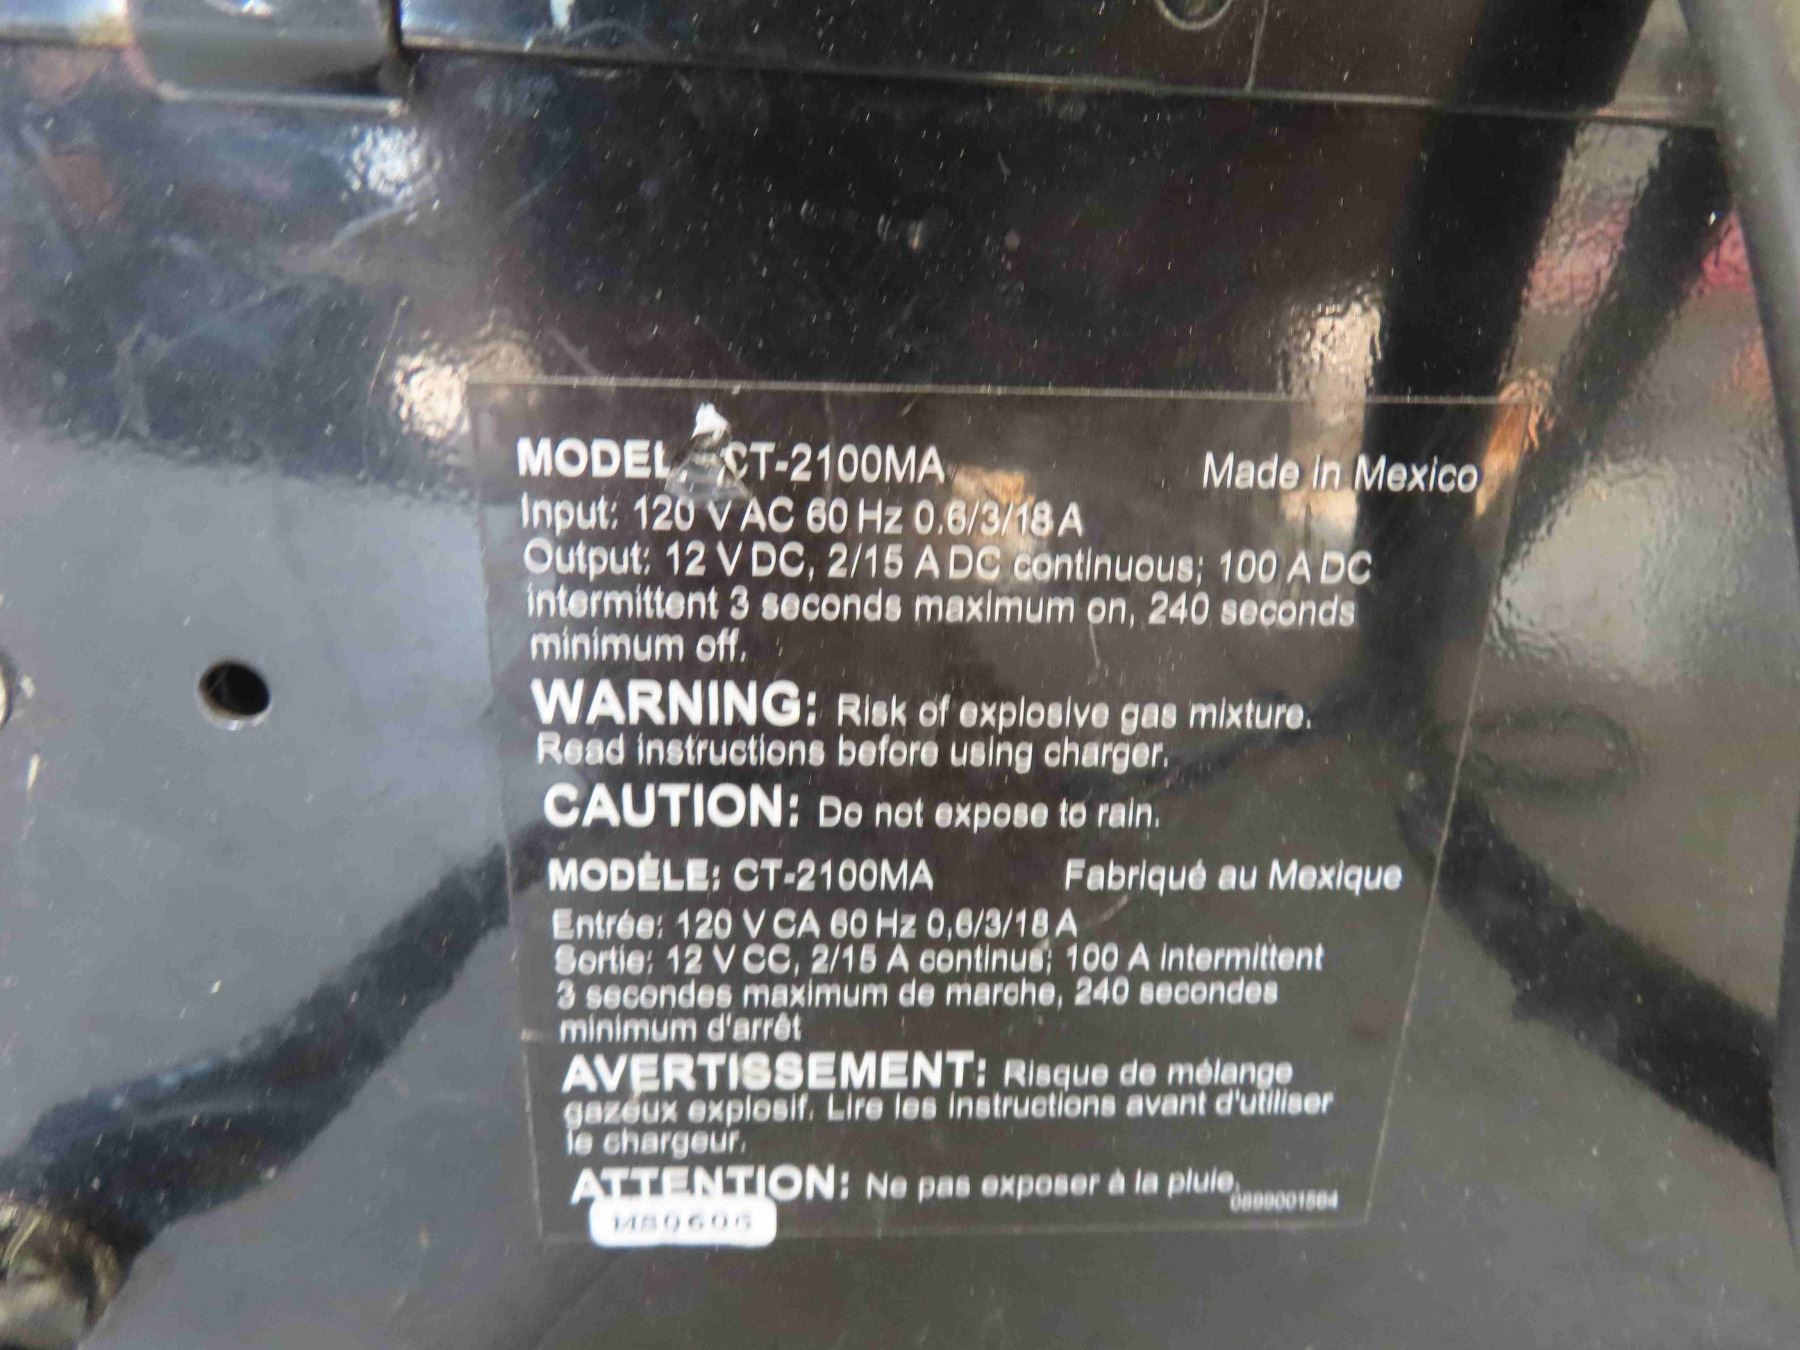 MODEL: CT-2100MA Made in Mexico
Input: 120 V AC 60 Hz 0.6/3/18 A
Output: 12 V DC, 2/15 A DC continuous; 100 A DC
intermittent 3 seconds maximum on, 240 seconds
minimum off.
WARNING: Risk of explosive gas mixture.
Read instructions before using charger.
CAUTION: Do not expose to rain.
MODÈLE: CT-2100MA Fabriqué au Mexique
Entrée: 120 V CA 60 Hz 0,6/3/18 A
Sortie: 12 V CC, 2/15 A continus; 100 A intermittent
3 secondes maximum de marche, 240 secondes
minimum d'arrêt
AVERTISSEMENT: Risque de mélange
gazeux explosif. Lire les instructions avant d'utiliser
le chargeur.
ATTENTION: Ne pas exposer à la pluie.